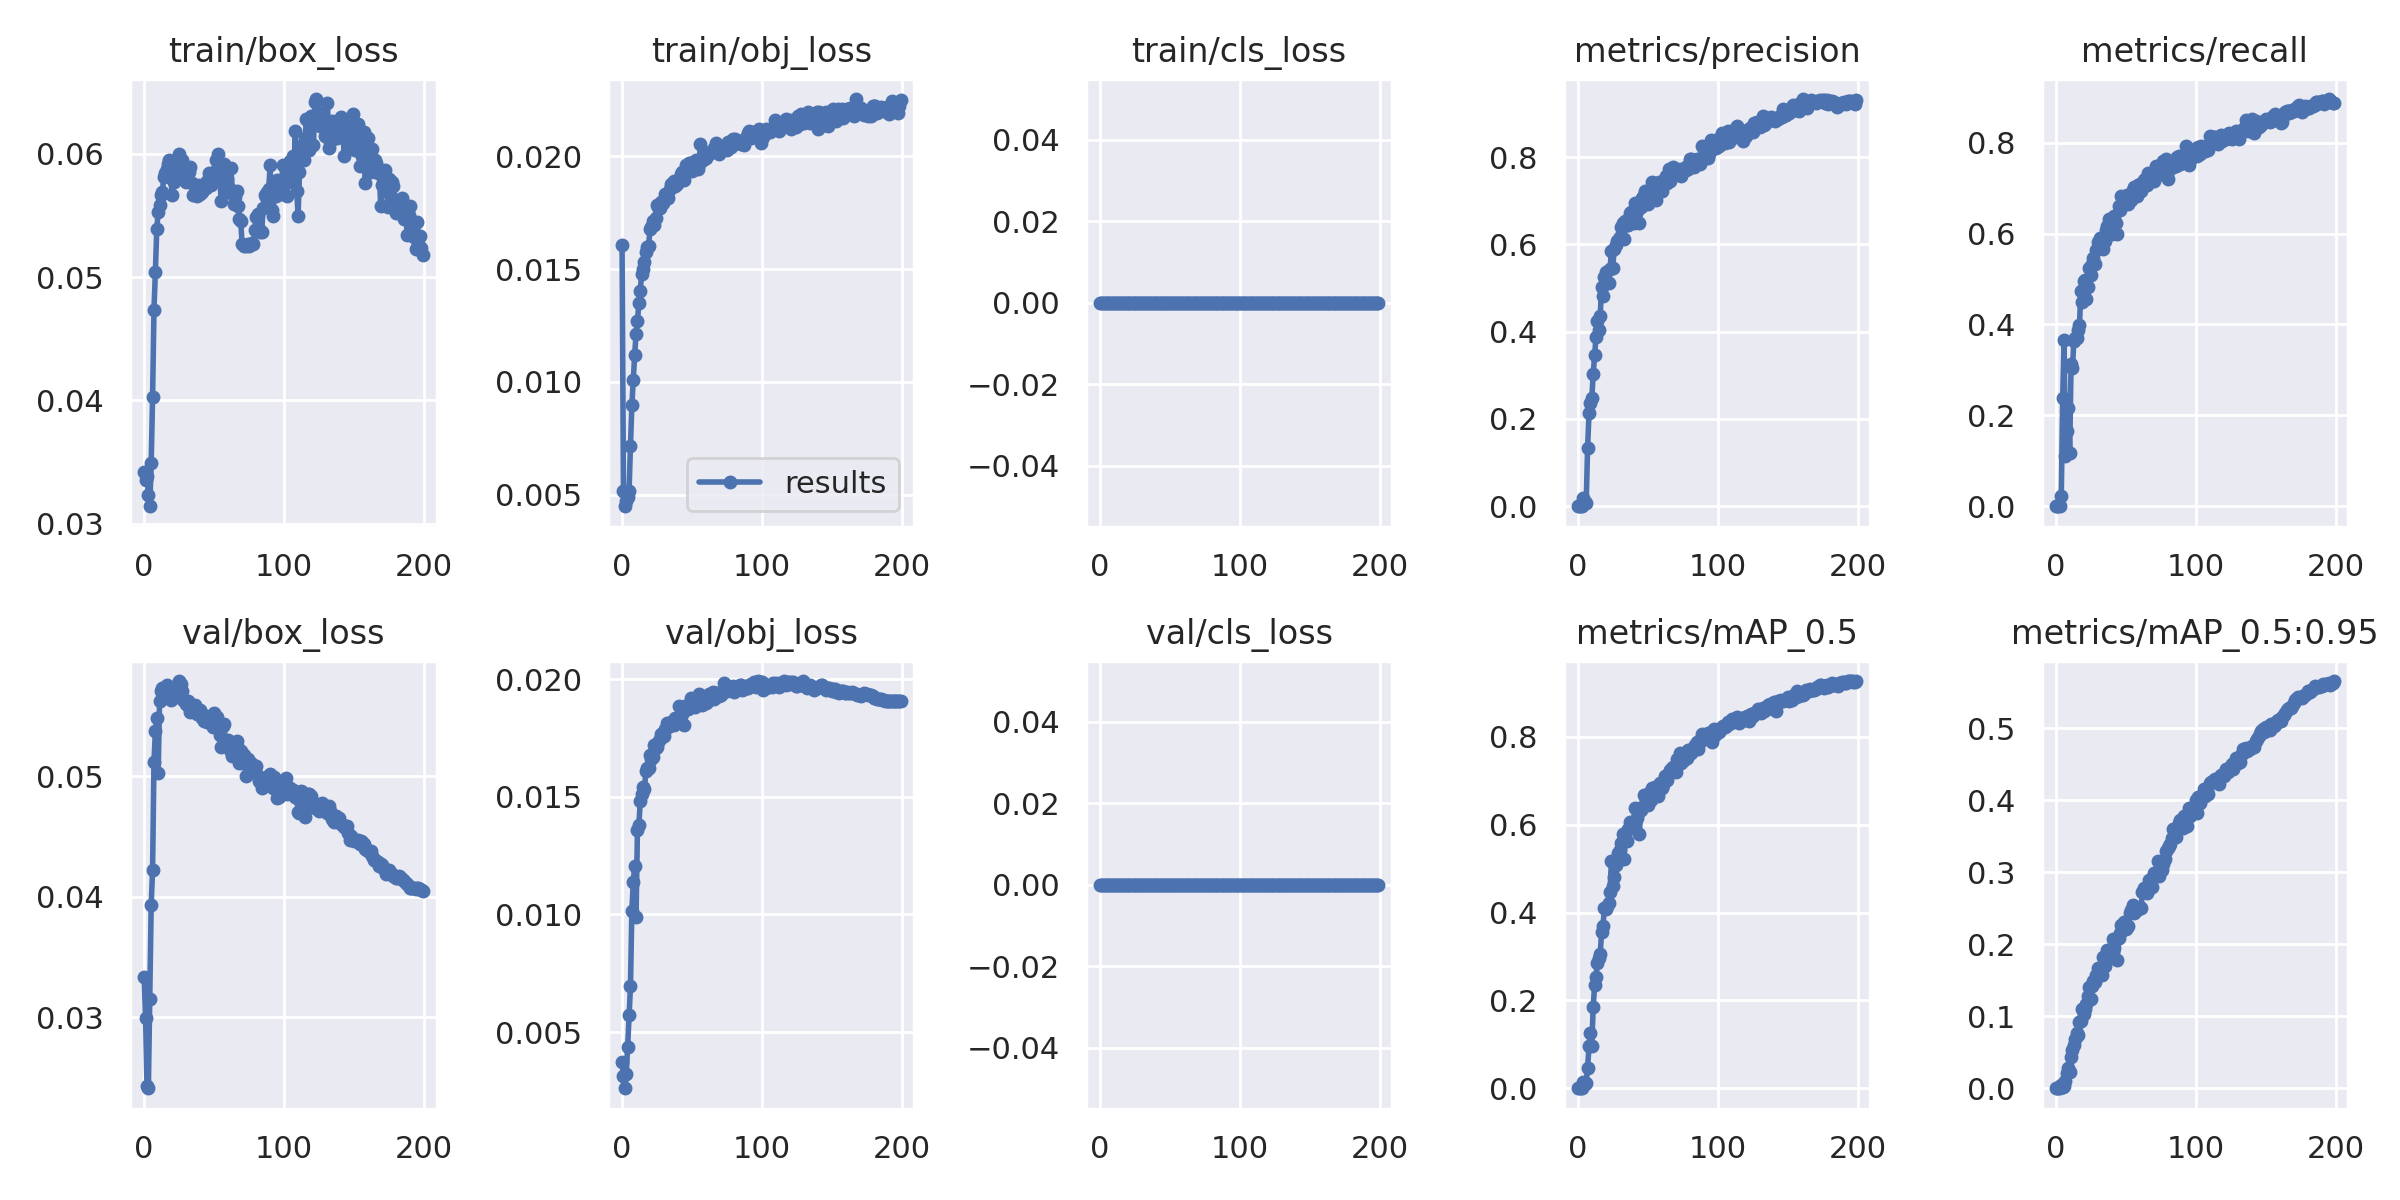 train/box_loss
train/obj_loss
train/cls_loss
metrics/precision
metrics/recall
0.06
0.05
0.04
0.03
0 100 200
0.020
0.015
0.010
0.005
results
0 100 200
0.04
0.02
0.00
−0.02
−0.04
0 100 200
0.8
0.6
0.4
0.2
0.0
0 100 200
0.8
0.6
0.4
0.2
0.0
0 100 200
val/box_loss
val/obj_loss
val/cls_loss
metrics/mAP_0.5
metrics/mAP_0.5:0.95
0.05
0.04
0.03
0 100 200
0.020
0.015
0.010
0.005
0 100 200
0.04
0.02
0.00
−0.02
−0.04
0 100 200
0.8
0.6
0.4
0.2
0.0
0 100 200
0.5
0.4
0.3
0.2
0.1
0.0
0 100 200